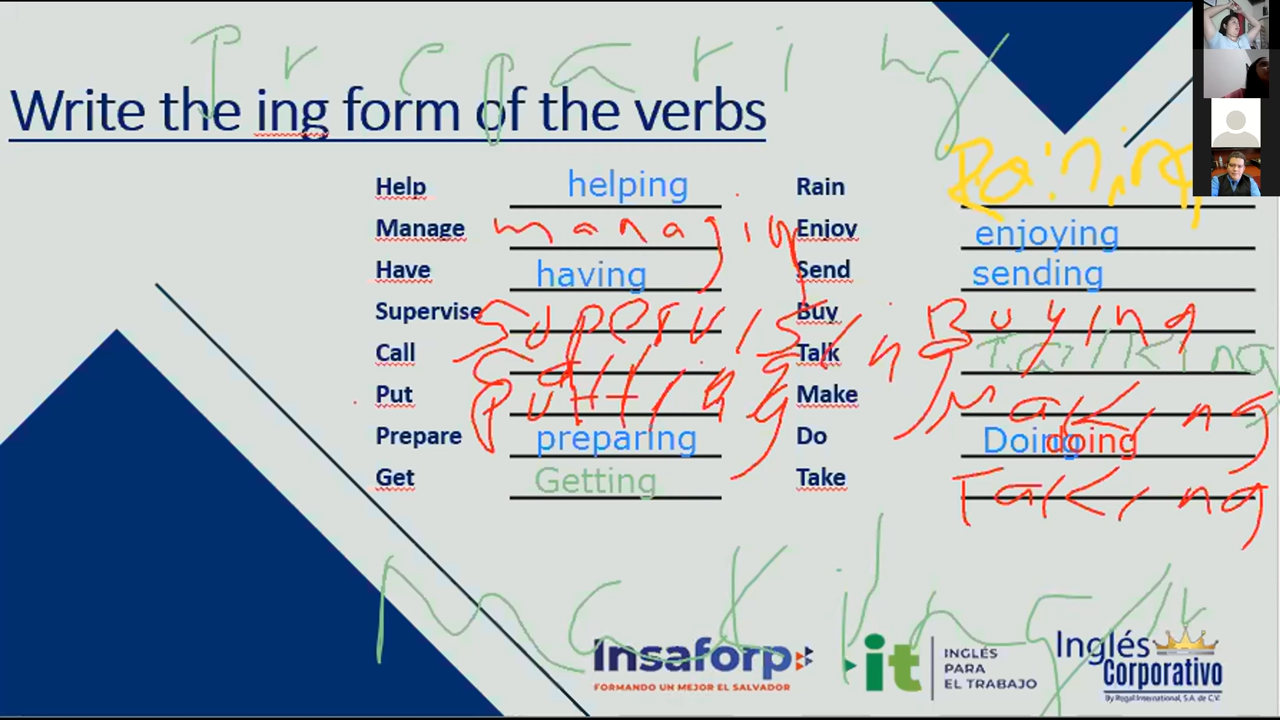 Preparing
Write the ing form of the verbs
Raining
Help helping Rain
Manage managig Enjoy enjoying
Have having Send sending
Supervise Supervising Buy Buying
Call Talk Talking
Put Putting Make Making
Prepare preparing Do Doing doing
Get Getting Take Taking
Making
Insaforp
FORMANDO UN MEJOR EL SALVADOR
it INGLÉS PARA EL TRABAJO
Inglés Corporativo
By Regal International, S.A. de C.V.